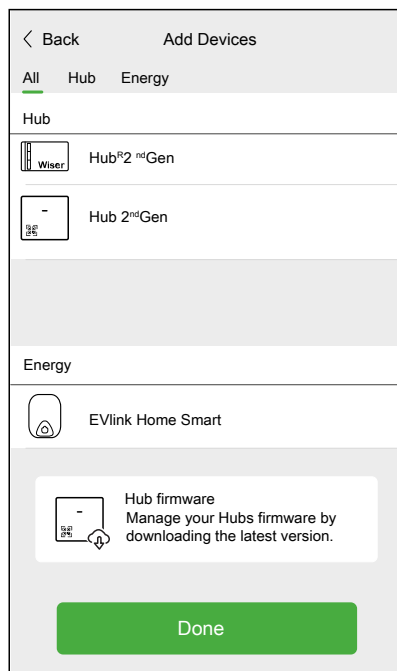 Back Add Devices
All Hub Energy
Hub
Wiser
Hubᴿ2 ⁿᵈGen
Hub 2ⁿᵈGen
Energy
EVlink Home Smart
Hub firmware
Manage your Hubs firmware by
downloading the latest version.
Done